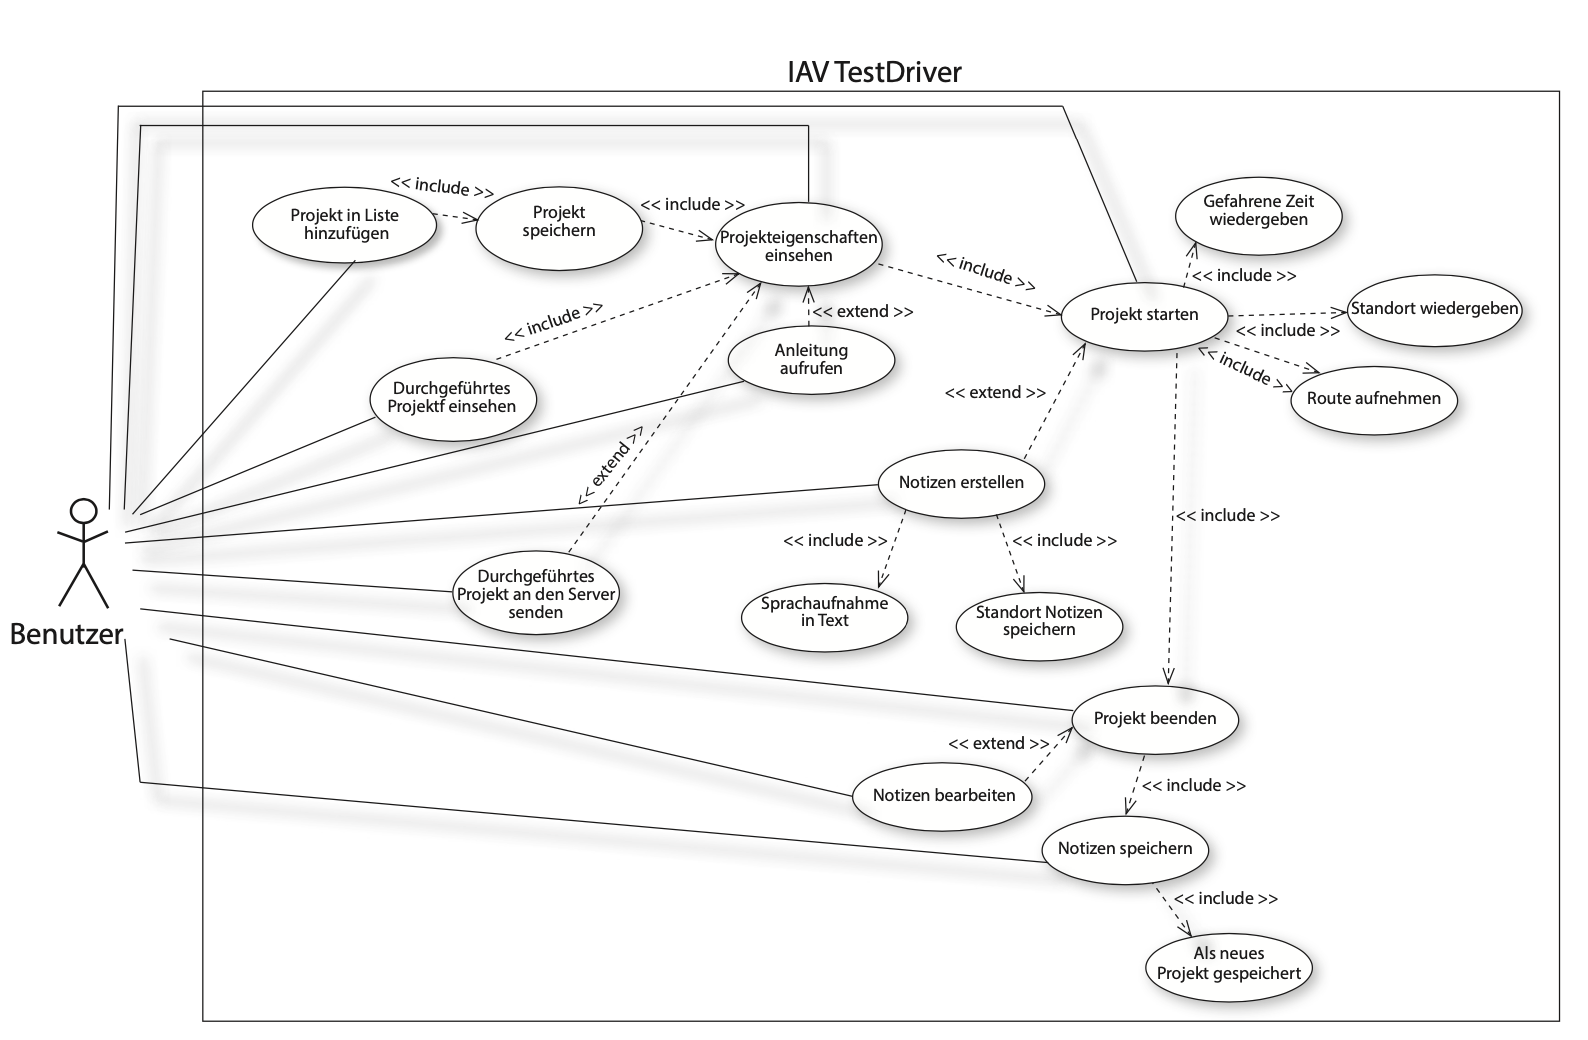 IAV TestDriver
<< include >>
Projekt in Liste
hinzufügen
Projekt
speichern
<< include >>
Projekteigenschaften
einsehen
<< include >>
Gefahrene Zeit
wiedergeben
<< include >>
Projekt starten
Standort wiedergeben
<< include >>
<< include >>
Route aufnehmen
<< include >>
<< extend >>
Anleitung
aufrufen
Durchgeführtes
Projektf einsehen
<< extend >>
<< extend >>
Notizen erstellen
<< include >>
<< include >>
<< include >>
Durchgeführtes
Projekt an den Server
senden
Sprachaufnahme
in Text
Standort Notizen
speichern
Benutzer
Projekt beenden
<< extend >>
Notizen bearbeiten
<< include >>
Notizen speichern
<< include >>
Als neues
Projekt gespeichert